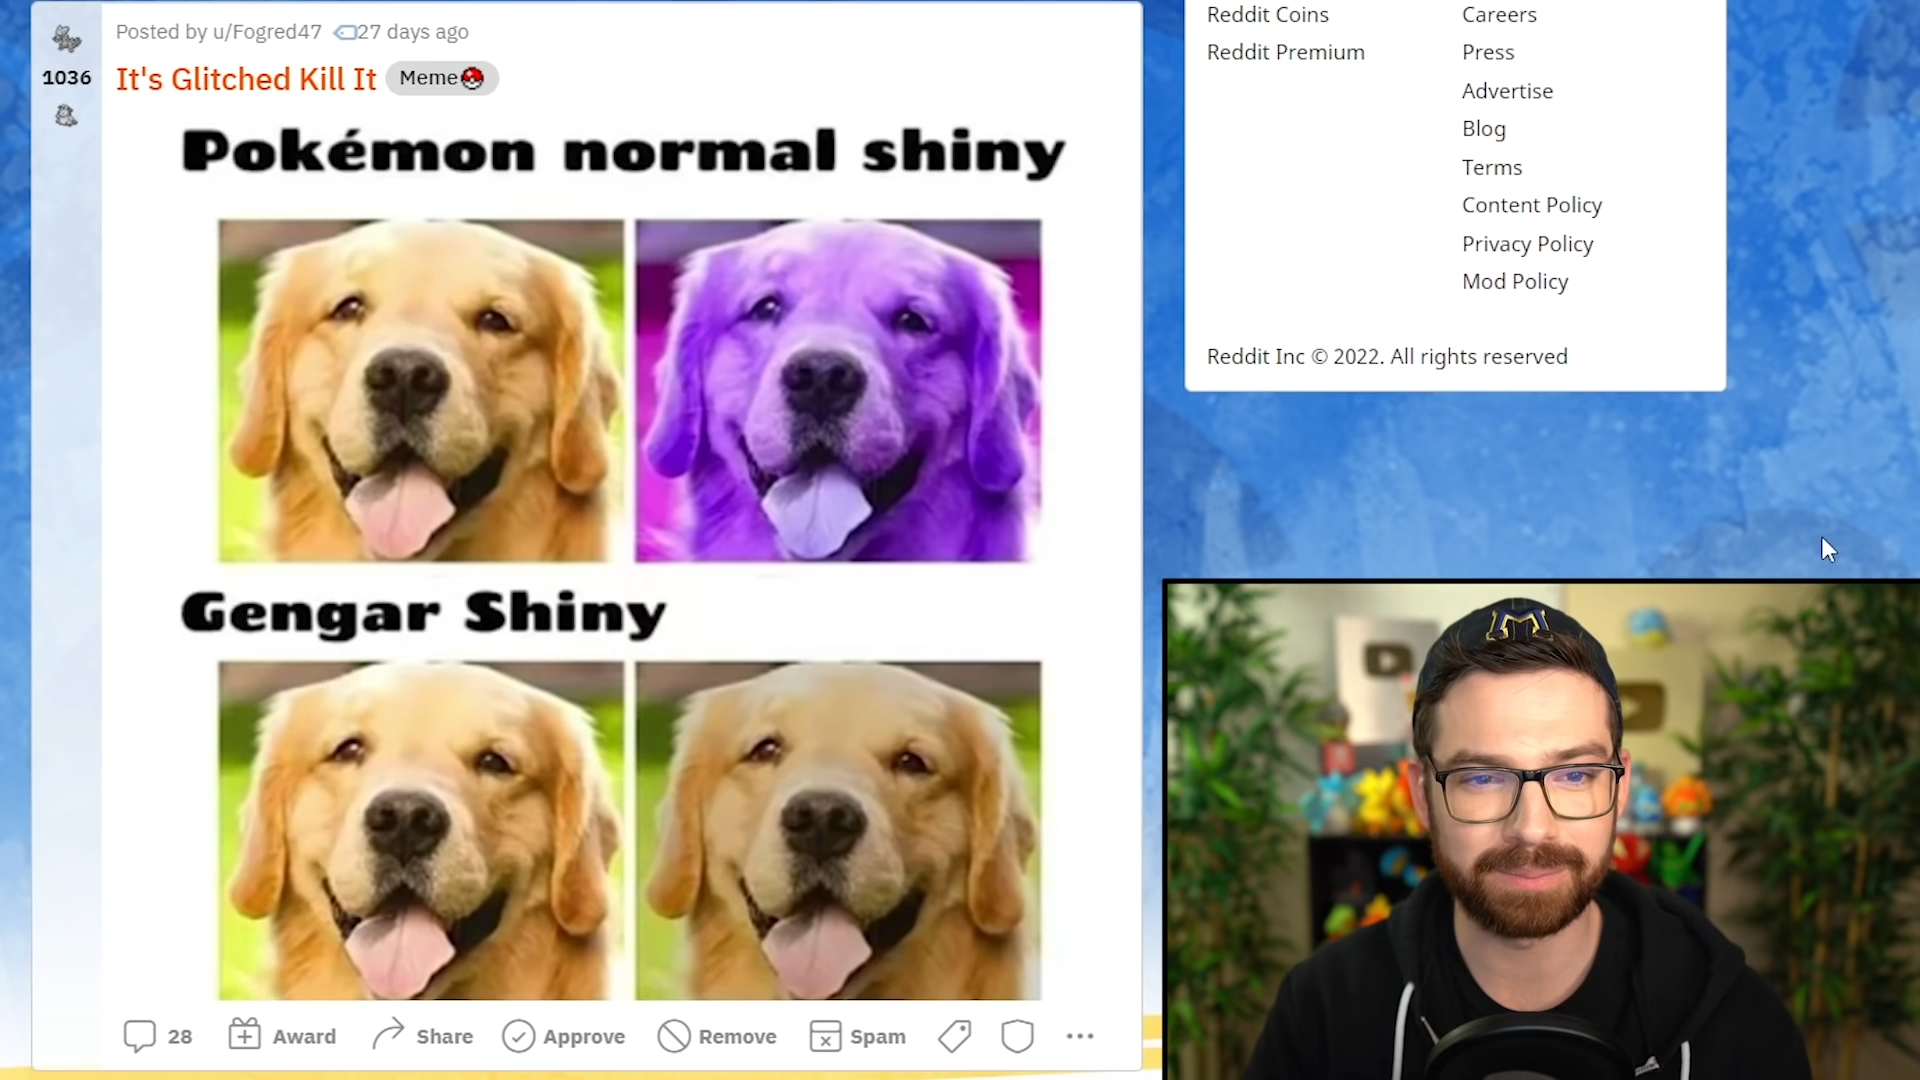 Posted by u/Fogred47 27 days ago
1036
It's Glitched Kill It Meme
Pokémon normal shiny
Gengar Shiny
28 Award Share Approve Remove Spam
Reddit Coins
Reddit Premium
Careers
Press
Advertise
Blog
Terms
Content Policy
Privacy Policy
Mod Policy
Reddit Inc © 2022. All rights reserved
M